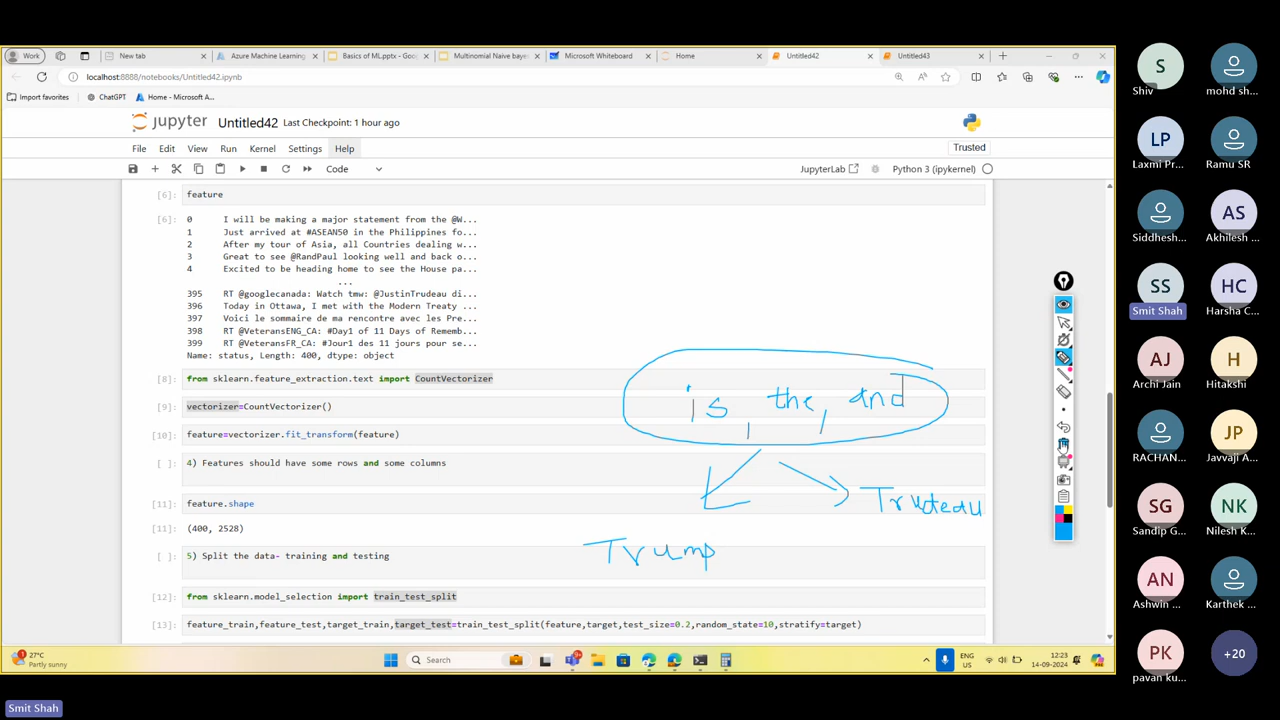 Work
New tab
Azure Machine Learning
Basics of ML.pptx - Goo
Multinomial Naive baye
Microsoft Whiteboard
Home
Untitled42
Untitled43
localhost:8888/notebooks/Untitled42.ipynb
Import favorites
ChatGPT
Home - Microsoft A...
jupyter Untitled42 Last Checkpoint: 1 hour ago
File Edit View Run Kernel Settings Help
Trusted
Code
JupyterLab
Python 3 (ipykernel)
[6]: feature
[6]: 0 I will be making a major statement from the @W...
1 Just arrived at #ASEAN50 in the Philippines fo...
2 After my tour of Asia, all Countries dealing w...
3 Great to see @RandPaul looking well and back o...
4 Excited to be heading home to see the House pa...
...
395 RT @googlecanada: Watch tmw: @JustinTrudeau di...
396 Today in Ottawa, I met with the Modern Treaty ...
397 Voici le sommaire de ma rencontre avec les Pre...
398 RT @VeteransENG_CA: #Day1 of 11 Days of Rememb...
399 RT @VeteransFR_CA: #Jour1 des 11 jours pour se...
Name: status, Length: 400, dtype: object
[8]: from sklearn.feature_extraction.text import CountVectorizer
[9]: vectorizer=CountVectorizer()
[10]: feature=vectorizer.fit_transform(feature)
[ ]: 4) Features should have some rows and some columns
[11]: feature.shape
[11]: (400, 2528)
[ ]: 5) Split the data- training and testing
[12]: from sklearn.model_selection import train_test_split
[13]: feature_train,feature_test,target_train,target_test=train_test_split(feature,target,test_size=0.2,random_state=10,stratify=target)
is, the, and
Trudeau
Trump
27°C
Partly sunny
Search
ENG
IN
12:23
14-09-2024
S
Shiv
mohd sh...
LP
Laxmi Pr...
Ramu SR
Siddhesh...
AS
Akhilesh ...
SS
Smit Shah
HC
Harsha C...
AJ
Archi Jain
H
Hitakshi
RACHAN...
JP
Javvaji A...
SG
Sandip G...
NK
Nilesh K...
AN
Ashwin ...
Karthek ...
PK
pavan ku...
+20
Smit Shah